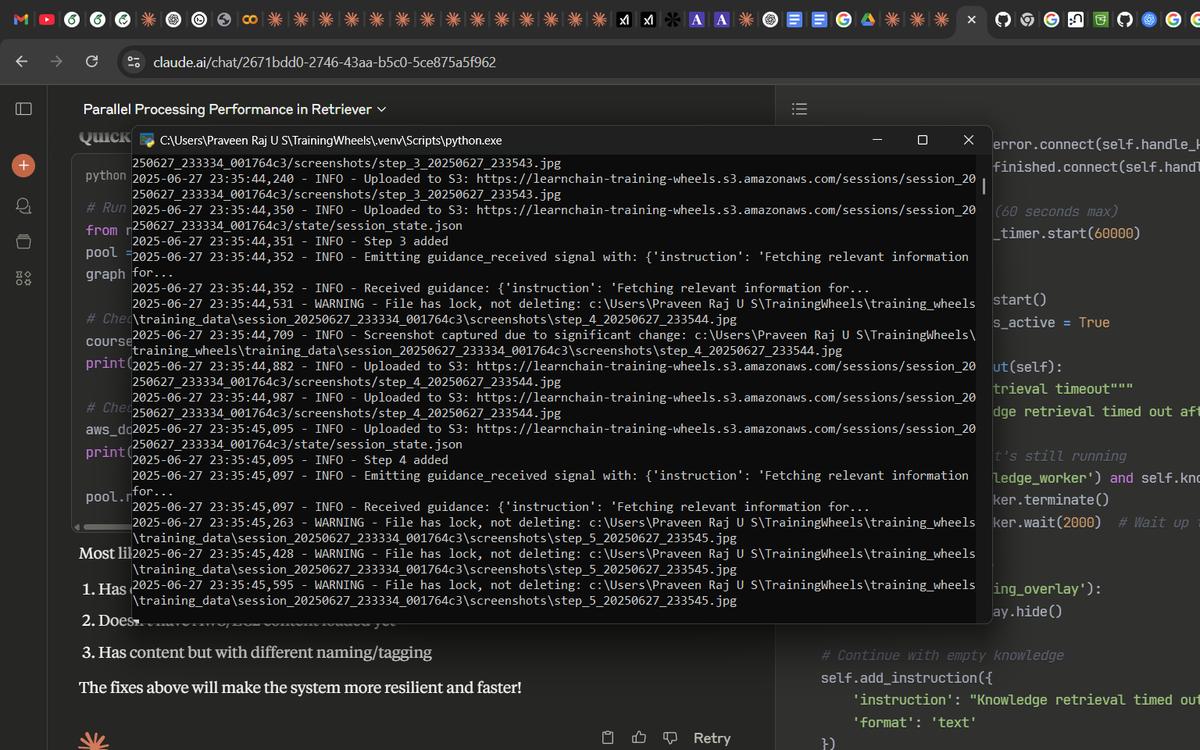 claude.ai/chat/2671bdd0-2746-43aa-b5c0-5ce875a5f962
Parallel Processing Performance in Retriever
python
# Run
from
pool =
graph
print(
print(
1. Has
2.
3. Has content but with different naming/tagging
The fixes above will make the system more resilient and faster!
Retry
C:\Users\Praveen Raj U S\TrainingWheels\.venv\Scripts\python.exe
250627_233334_001764c3/screenshots/step_3_20250627_233543.jpg
2025-06-27 23:35:44,240 - INFO - Uploaded to S3: https://learnchain-training-wheels.s3.amazonaws.com/sessions/session_20
250627_233334_001764c3/screenshots/step_3_20250627_233543.jpg
2025-06-27 23:35:44,350 - INFO - Uploaded to S3: https://learnchain-training-wheels.s3.amazonaws.com/sessions/session_20
250627_233334_001764c3/state/session_state.json
2025-06-27 23:35:44,351 - INFO - Step 3 added
2025-06-27 23:35:44,352 - INFO - Emitting guidance_received signal with: {'instruction': 'Fetching relevant information
for...
2025-06-27 23:35:44,352 - INFO - Received guidance: {'instruction': 'Fetching relevant information for...
2025-06-27 23:35:44,531 - WARNING - File has lock, not deleting: c:\Users\Praveen Raj U S\TrainingWheels\training_wheels
\training_data\session_20250627_233334_001764c3\screenshots\step_4_20250627_233544.jpg
2025-06-27 23:35:44,709 - INFO - Screenshot captured due to significant change: c:\Users\Praveen Raj U S\TrainingWheels\
training_wheels\training_data\session_20250627_233334_001764c3\screenshots\step_4_20250627_233544.jpg
2025-06-27 23:35:44,882 - INFO - Uploaded to S3: https://learnchain-training-wheels.s3.amazonaws.com/sessions/session_20
250627_233334_001764c3/screenshots/step_4_20250627_233544.jpg
2025-06-27 23:35:44,987 - INFO - Uploaded to S3: https://learnchain-training-wheels.s3.amazonaws.com/sessions/session_20
250627_233334_001764c3/screenshots/step_4_20250627_233544.jpg
2025-06-27 23:35:45,095 - INFO - Uploaded to S3: https://learnchain-training-wheels.s3.amazonaws.com/sessions/session_20
250627_233334_001764c3/state/session_state.json
2025-06-27 23:35:45,095 - INFO - Step 4 added
2025-06-27 23:35:45,097 - INFO - Emitting guidance_received signal with: {'instruction': 'Fetching relevant information
for...
2025-06-27 23:35:45,097 - INFO - Received guidance: {'instruction': 'Fetching relevant information for...
2025-06-27 23:35:45,263 - WARNING - File has lock, not deleting: c:\Users\Praveen Raj U S\TrainingWheels\training_wheels
\training_data\session_20250627_233334_001764c3\screenshots\step_5_20250627_233545.jpg
2025-06-27 23:35:45,428 - WARNING - File has lock, not deleting: c:\Users\Praveen Raj U S\TrainingWheels\training_wheels
\training_data\session_20250627_233334_001764c3\screenshots\step_5_20250627_233545.jpg
2025-06-27 23:35:45,595 - WARNING - File has lock, not deleting: c:\Users\Praveen Raj U S\TrainingWheels\training_wheels
\training_data\session_20250627_233334_001764c3\screenshots\step_5_20250627_233545.jpg
error.connect(self.handle_k
finished.connect(self.hand
(60 seconds max)
_timer.start(60000)
start()
s_active = True
ut(self):
trieval timeout"""
dge retrieval timed out aft
t's still running
ledge_worker') and self.kno
ker.terminate()
ker.wait(2000) # Wait up
ing_overlay'):
ay.hide()
# Continue with empty knowledge
self.add_instruction({
'instruction': "Knowledge retrieval timed out
'format': 'text'
})